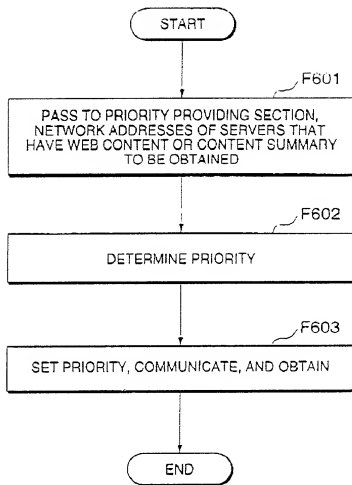 START
F601
PASS TO PRIORITY PROVIDING SECTION,
NETWORK ADDRESSES OF SERVERS THAT
HAVE WEB CONTENT OR CONTENT SUMMARY
TO BE OBTAINED
F602
DETERMINE PRIORITY
F603
SET PRIORITY, COMMUNICATE, AND OBTAIN
END